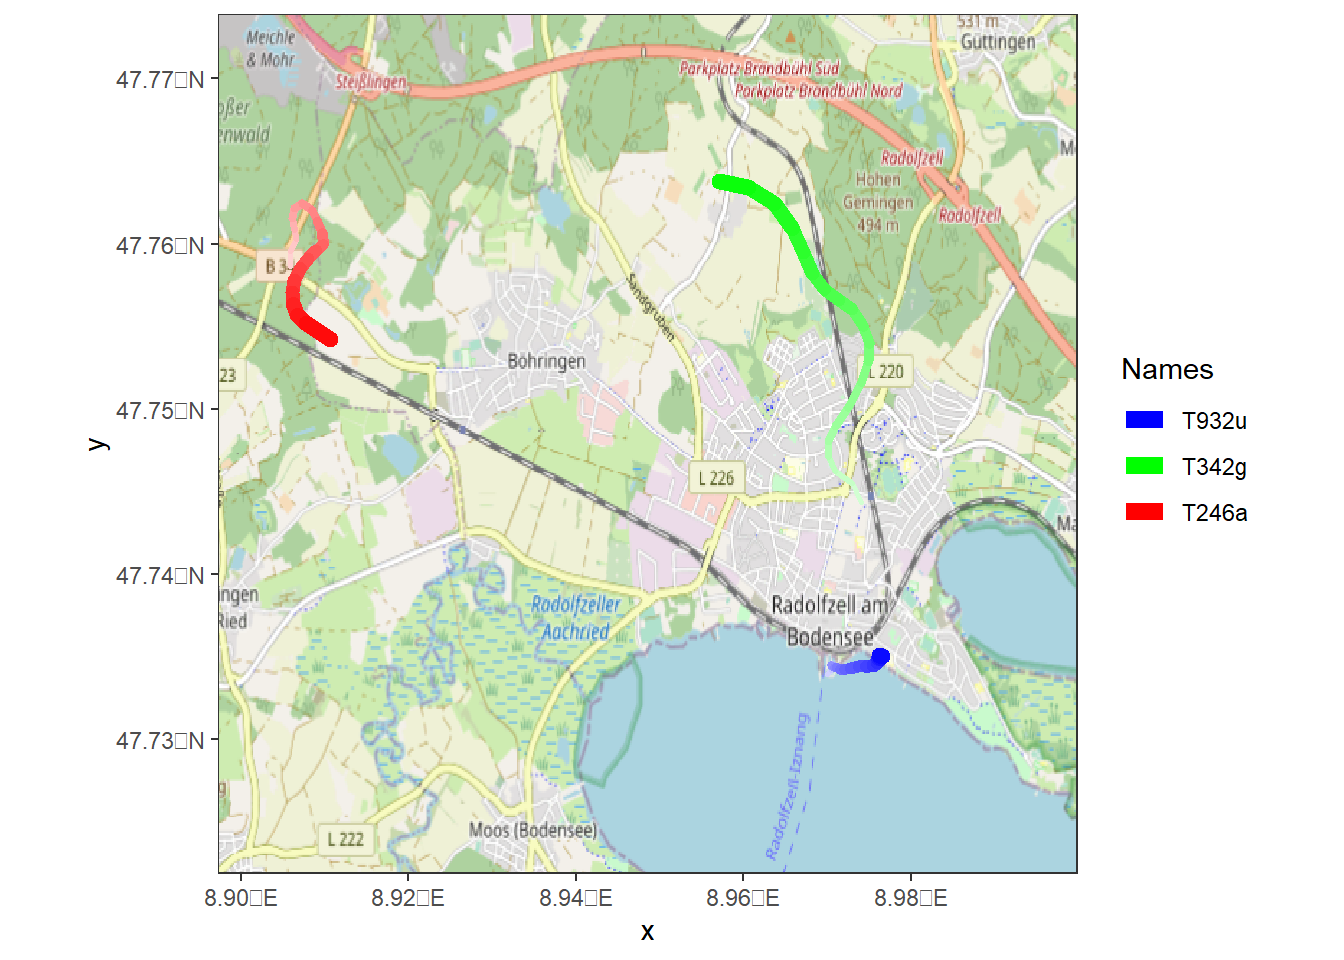 531 m
Güttingen
Meichle
& Mohr
Steißlingen
Parkplatz Brandbühl Süd
Parkplatz Brandbühl Nord
47.77□N
oßer
enwald
Radolfzell
Hohen
Gemingen
494 m
Radolfzell
47.76□N
B 3
Sandgruben
Böhringen
23
L 220
47.75□N
L 226
Ma
47.74□N
ngen
Ried
Radolfzeller
Aachried
Radolfzell am
Bodensee
47.73□N
Radolfzell-Iznang
L 222
Moos (Bodensee)
8.90□E
8.92□E
8.94□E
8.96□E
8.98□E
x
y
Names
T932u
T342g
T246a